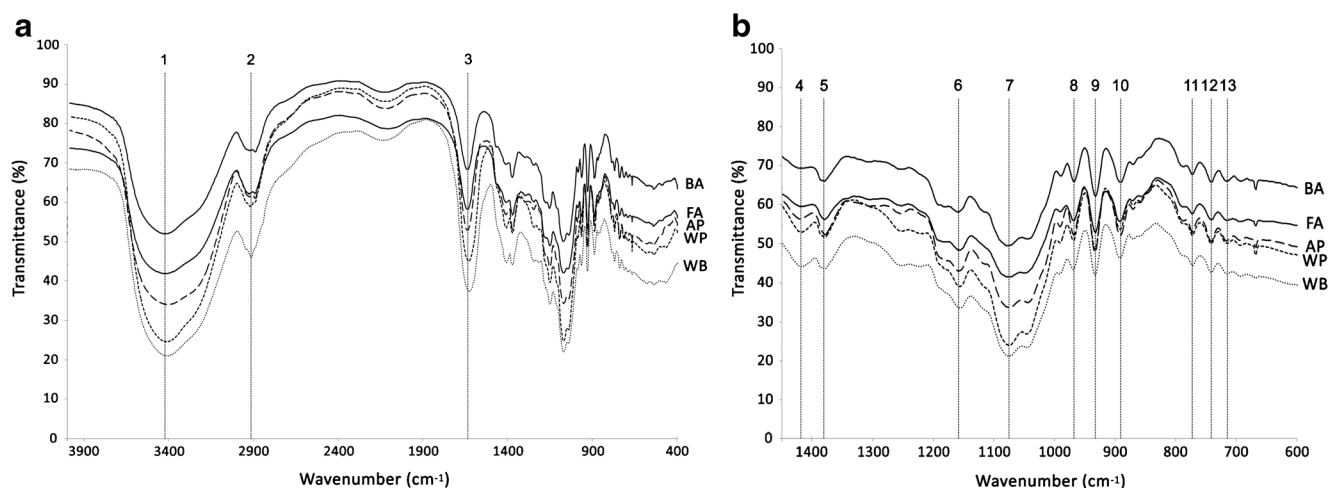 a
1 2 3
100
90
80
70
60
50
40
30
20
10
0
Transmittance (%)
3900 3400 2900 2400 1900 1400 900 400
Wavenumber (cm-1)
BA
FA
AP
WP
WB
b
4 5 6 7 8 9 10 11 12 13
100
90
80
70
60
50
40
30
20
10
0
Transmittance (%)
1400 1300 1200 1100 1000 900 800 700 600
Wavenumber (cm-1)
BA
FA
AP
WP
WB